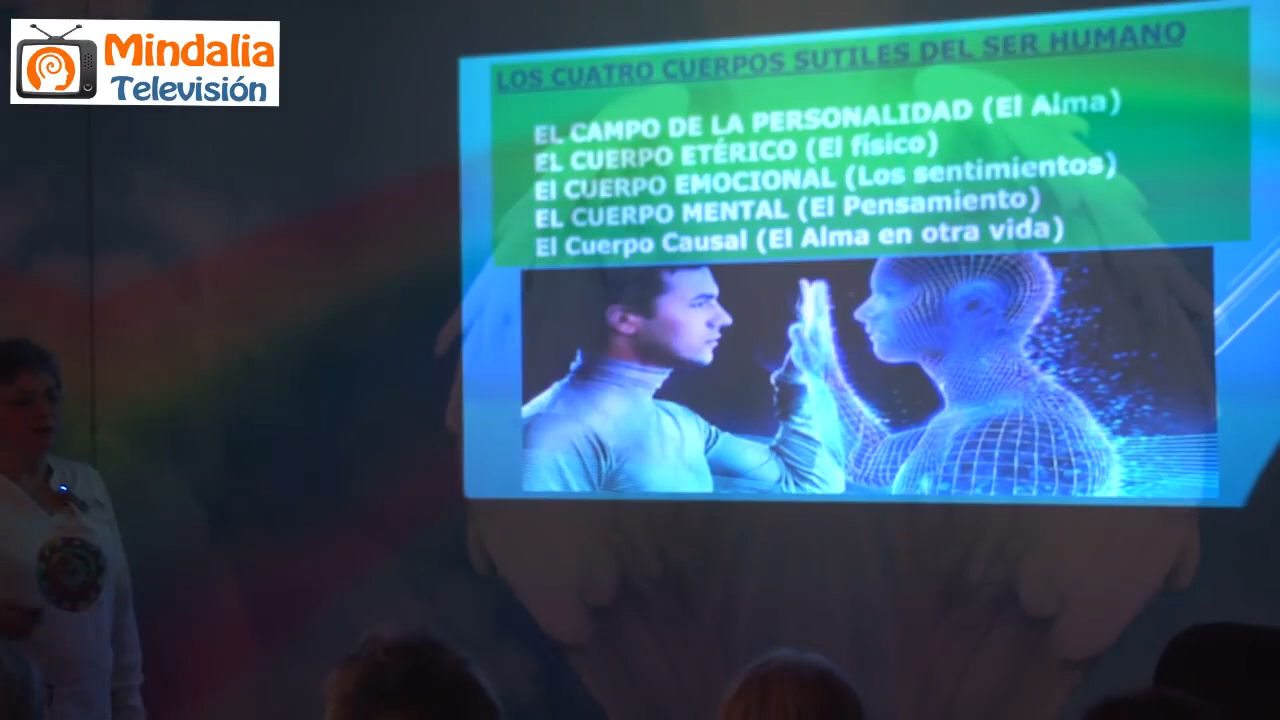 Mindalia
Televisión
LOS CUATRO CUERPOS SUTILES DEL SER HUMANO
EL CAMPO DE LA PERSONALIDAD (El Alma)
EL CUERPO ETÉRICO (El físico)
El CUERPO EMOCIONAL (Los sentimientos)
EL CUERPO MENTAL (El Pensamiento)
El Cuerpo Causal (El Alma en otra vida)